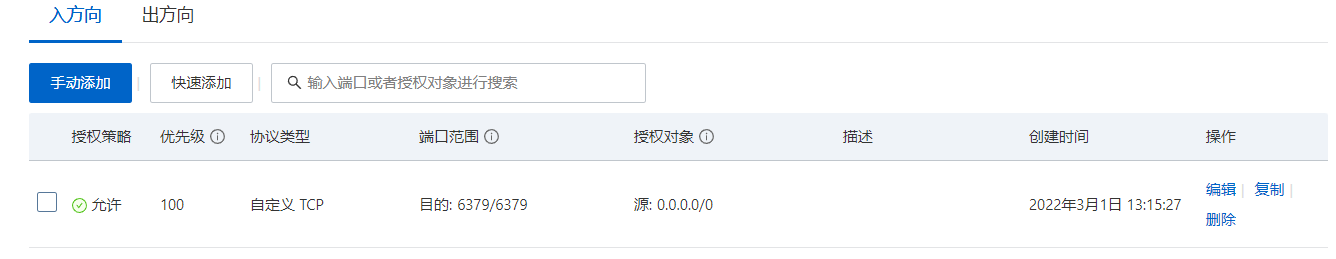 入方向 出方向
手动添加 快速添加 输入端口或者授权对象进行搜索
授权策略 优先级 协议类型 端口范围 授权对象 描述 创建时间 操作
允许 100 自定义 TCP 目的: 6379/6379 源: 0.0.0.0/0 2022年3月1日 13:15:27 编辑 | 复制 |
删除